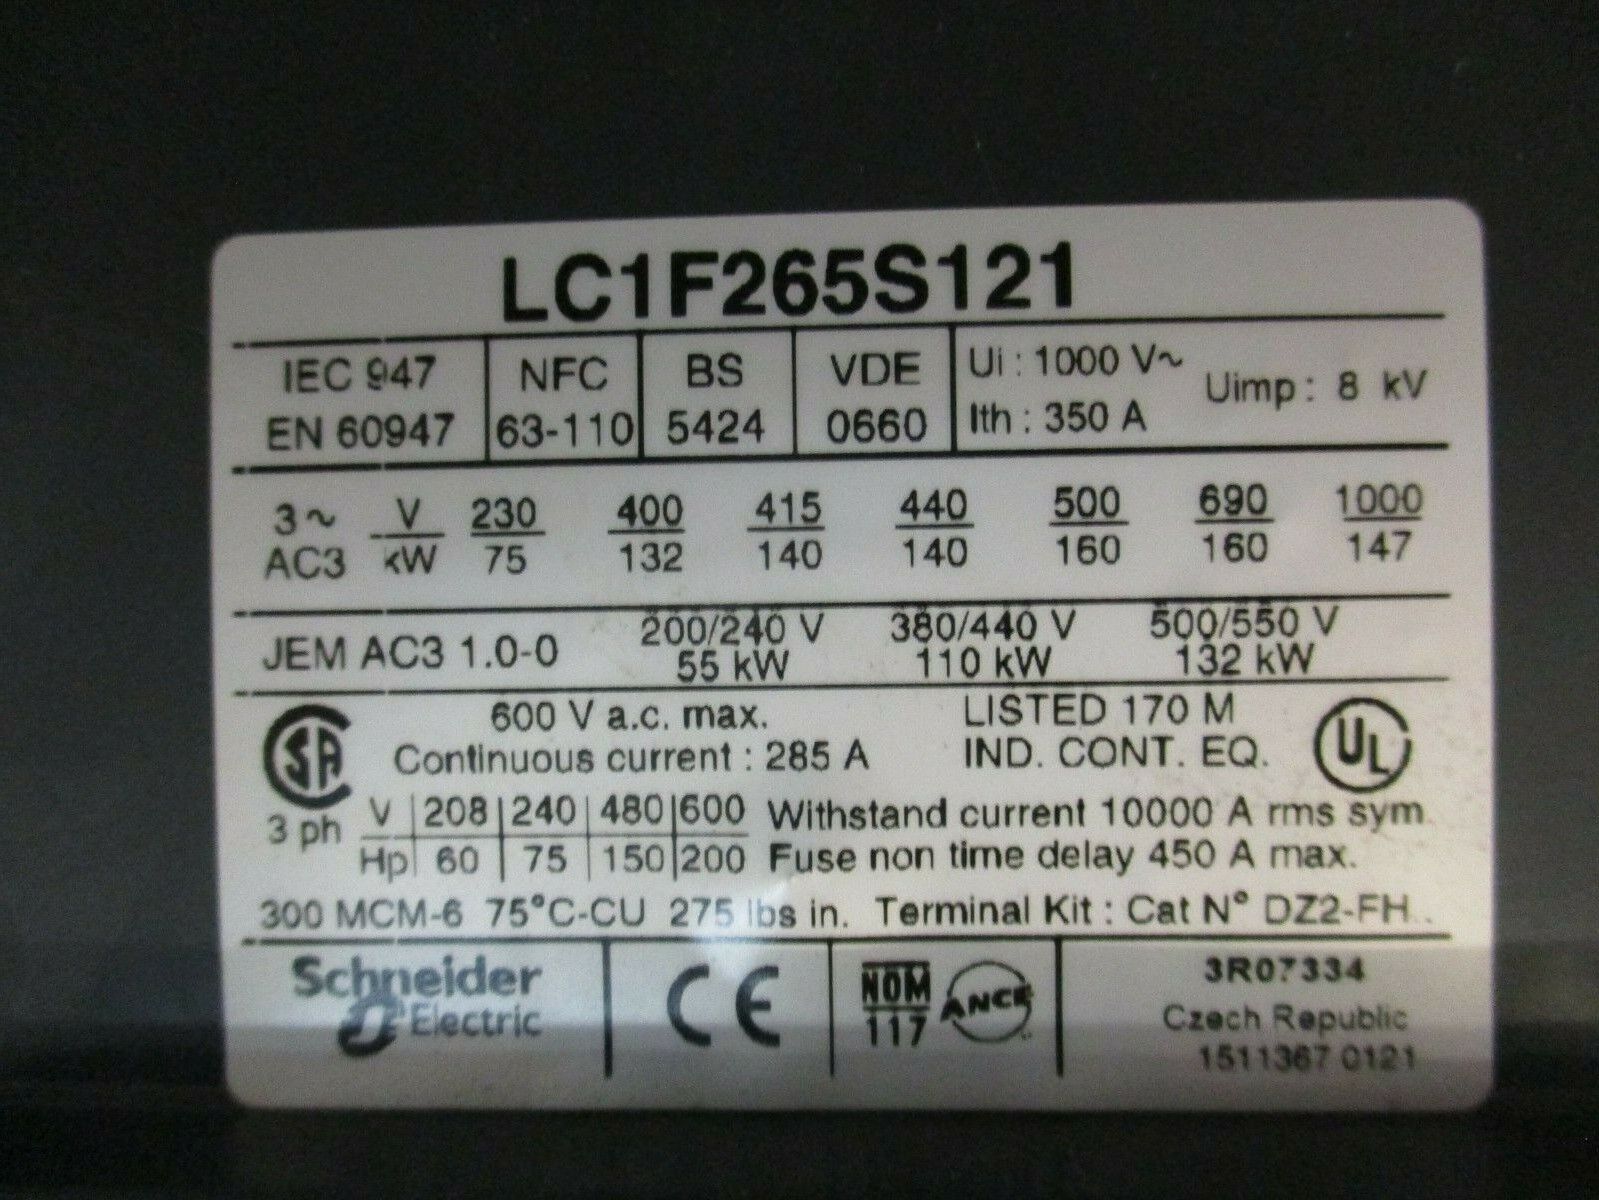 LC1F265S121
IEC 947 NFC BS VDE Ui : 1000 V~ Uimp : 8 kV
EN 60947 63-110 5424 0660 Ith : 350 A
3~ V 230 400 415 440 500 690 1000
AC3 kW 75 132 140 140 160 160 147
JEM AC3 1.0-0 200/240 V 380/440 V 500/550 V
55 kW 110 kW 132 kW
SA 600 V a.c. max. LISTED 170 M UL
Continuous current : 285 A IND. CONT. EQ.
3 ph V 208 240 480 600 Withstand current 10000 A rms sym.
Hp 60 75 150 200 Fuse non time delay 450 A max.
300 MCM-6 75°C-CU 275 lbs in. Terminal Kit : Cat N° DZ2-FH..
Schneider CE NOM ANCE 3R07334
Electric 117 Czech Republic
1511367 0121